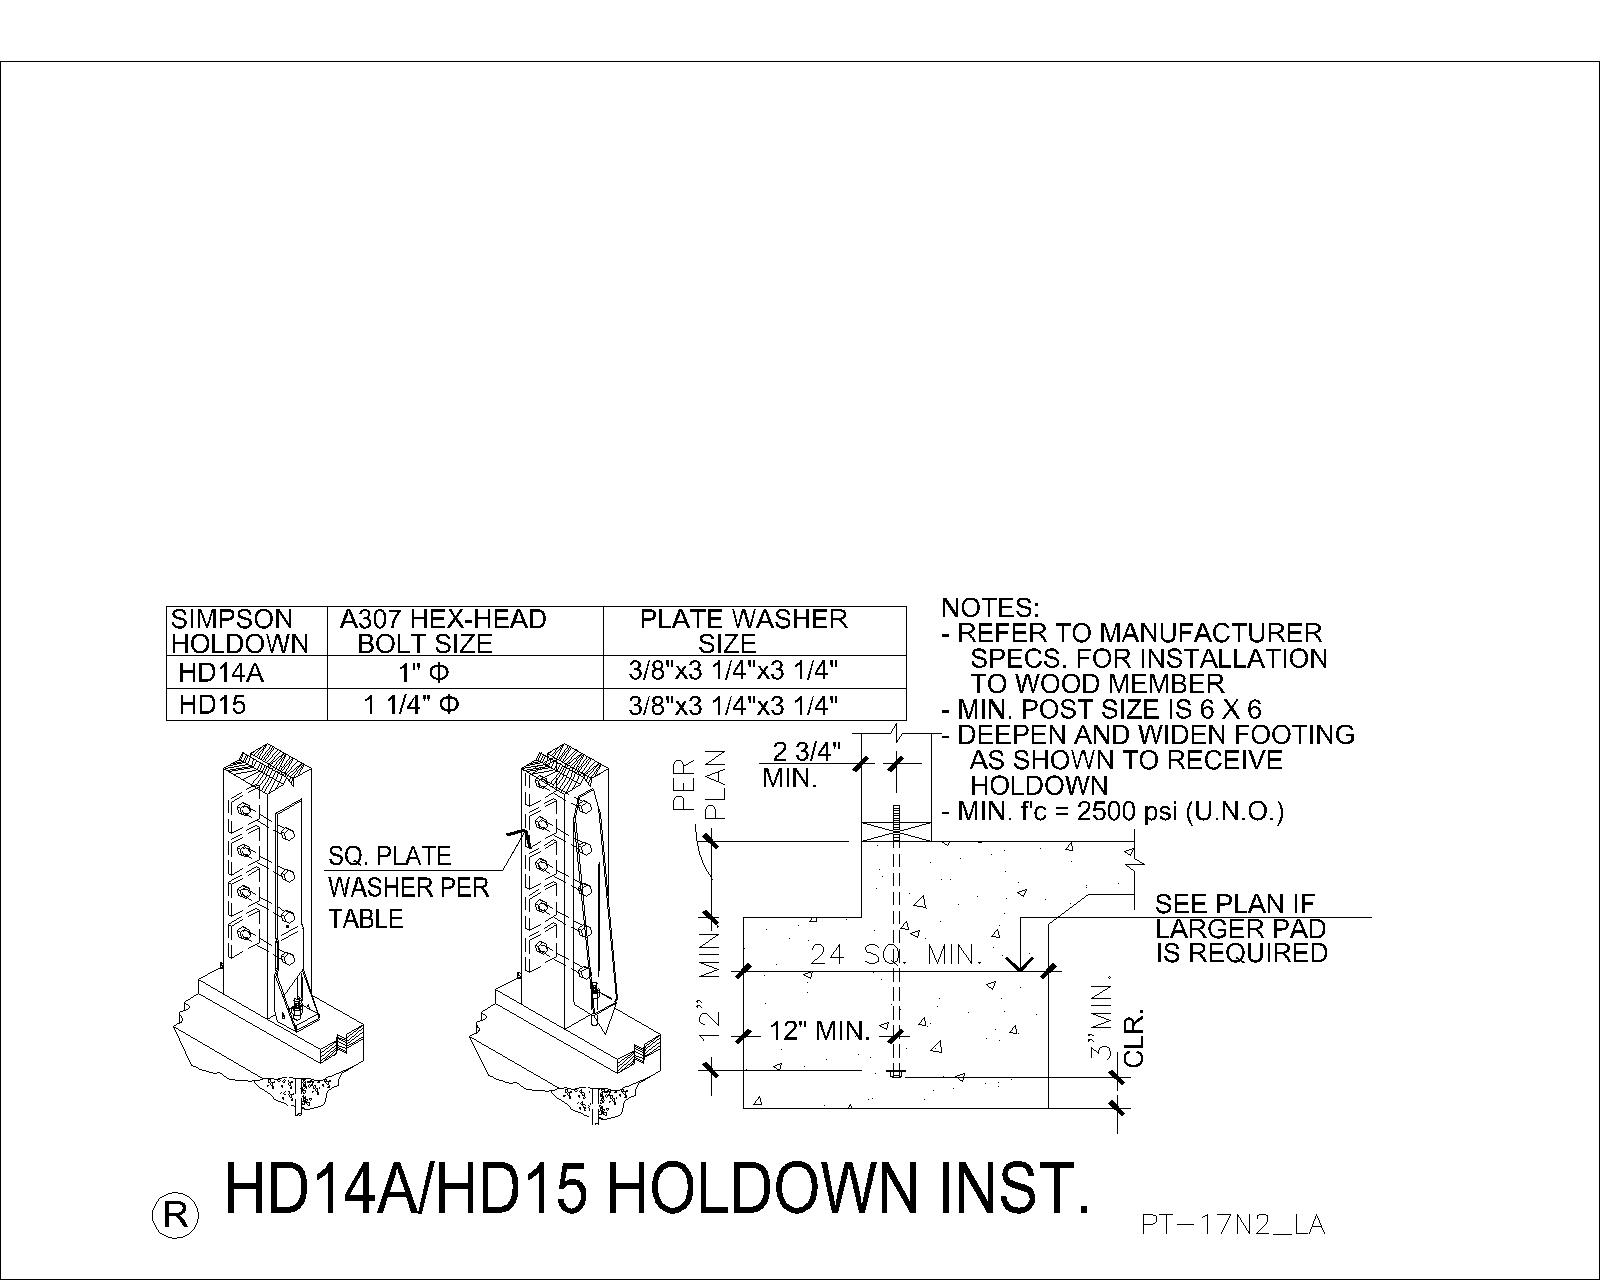 SIMPSON HOLDOWN
A307 HEX-HEAD BOLT SIZE
PLATE WASHER SIZE
HD14A
1" Φ
3/8"x3 1/4"x3 1/4"
HD15
1 1/4" Φ
3/8"x3 1/4"x3 1/4"
NOTES:
- REFER TO MANUFACTURER
SPECS. FOR INSTALLATION
TO WOOD MEMBER
- MIN. POST SIZE IS 6 X 6
- DEEPEN AND WIDEN FOOTING
AS SHOWN TO RECEIVE
HOLDOWN
- MIN. f'c = 2500 psi (U.N.O.)
SQ. PLATE
WASHER PER
TABLE
PER
PLAN
2 3/4"
MIN.
12" MIN.
24 SQ. MIN.
12" MIN.
SEE PLAN IF
LARGER PAD
IS REQUIRED
3"MIN.
CLR.
R
HD14A/HD15 HOLDOWN INST.
PT-17N2_LA